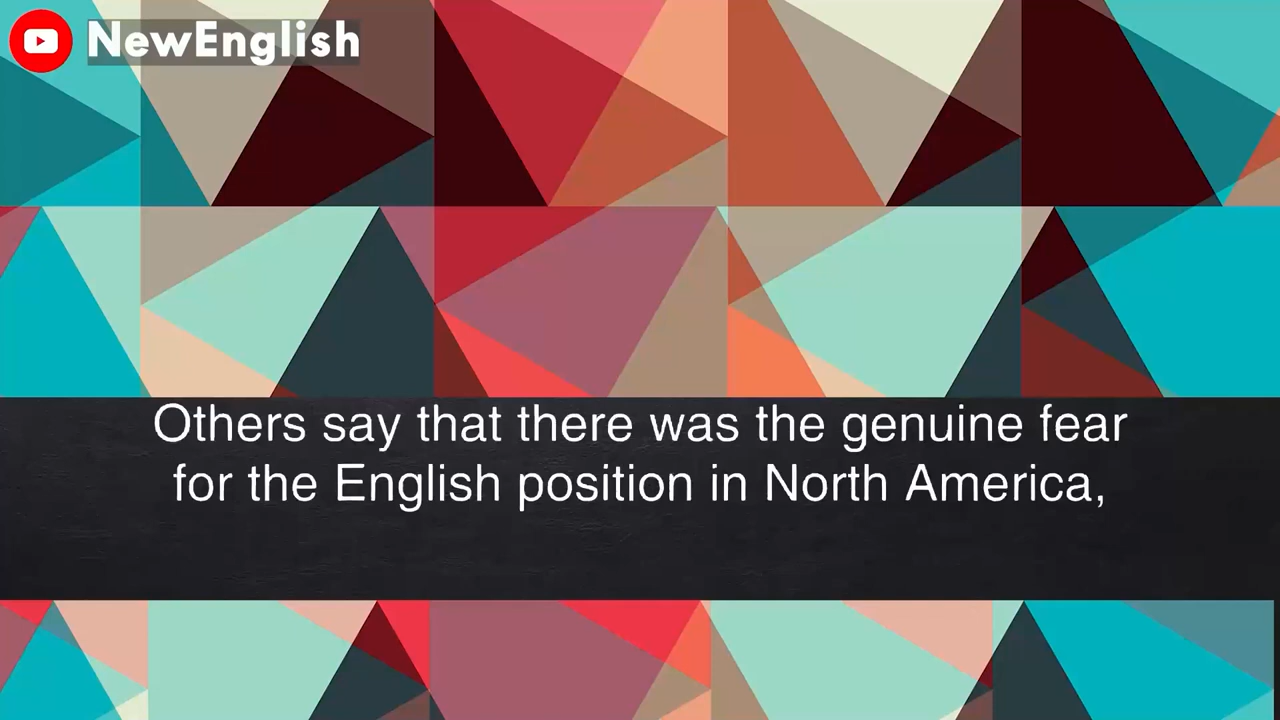 NewEnglish
Others say that there was the genuine fear
for the English position in North America,